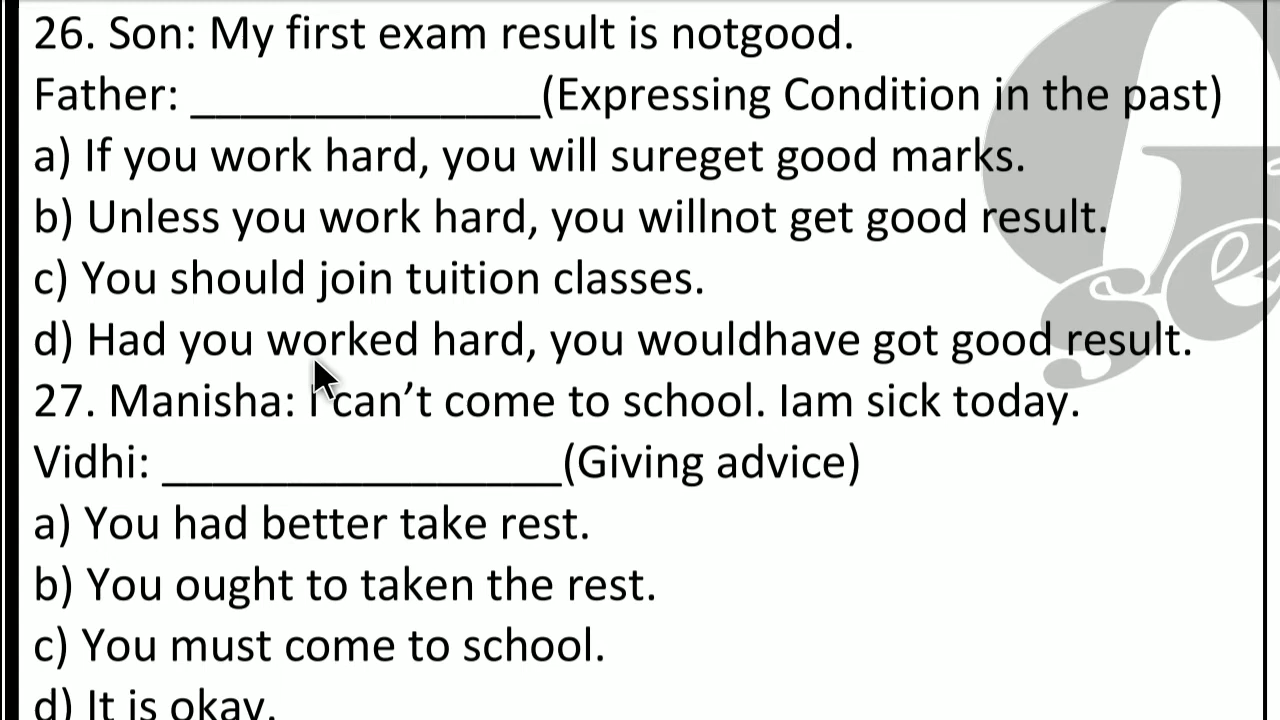 26. Son: My first exam result is notgood.
Father: ______________(Expressing Condition in the past)
a) If you work hard, you will sureget good marks.
b) Unless you work hard, you willnot get good result.
c) You should join tuition classes.
d) Had you worked hard, you wouldhave got good result.
27. Manisha: I can’t come to school. Iam sick today.
Vidhi: ________________(Giving advice)
a) You had better take rest.
b) You ought to taken the rest.
c) You must come to school.
d) It is okay.